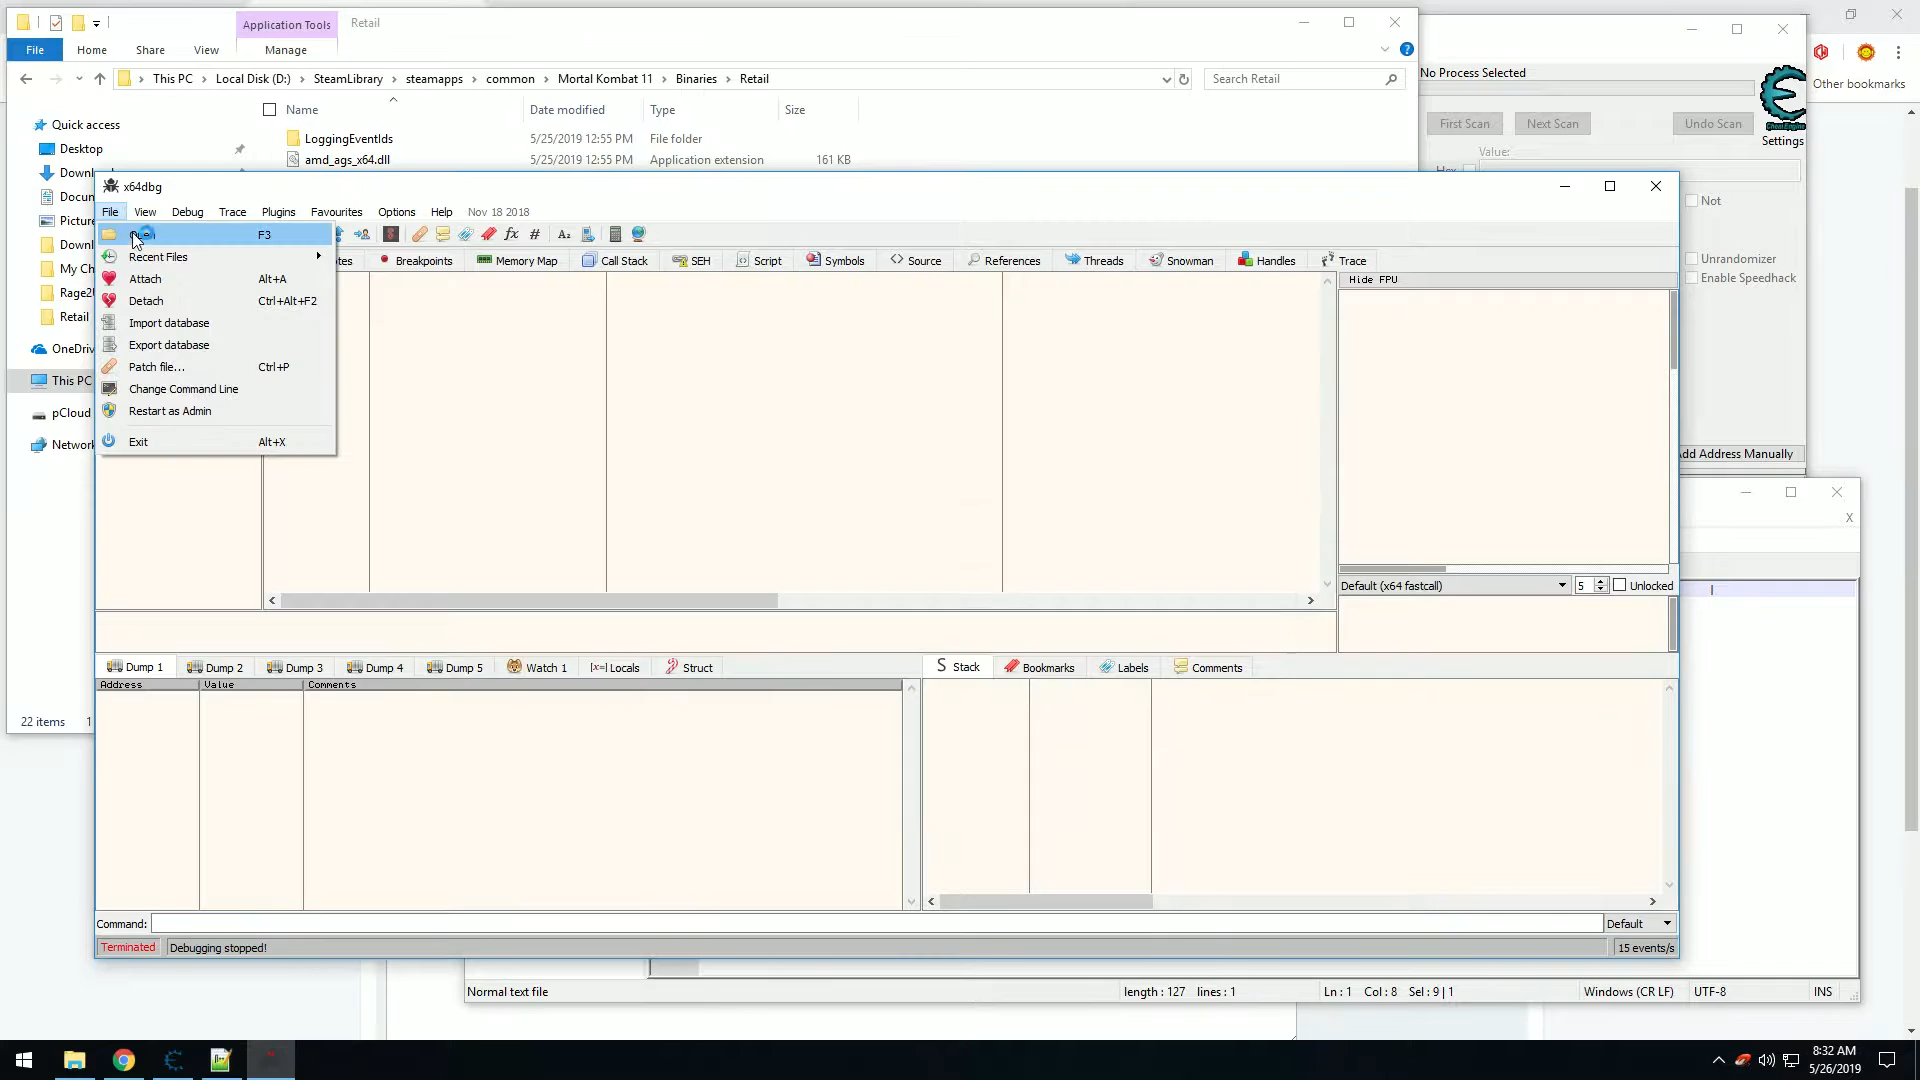 Application Tools
Retail
File
Home
Share
View
Manage
This PC
Local Disk (D:)
SteamLibrary
steamapps
common
Mortal Kombat 11
Binaries
Retail
Search Retail
No Process Selected
Other bookmarks
Name
Date modified
Type
Size
Quick access
Desktop
LoggingEventIds
5/25/2019 12:55 PM
File folder
amd_ags_x64.dll
5/25/2019 12:55 PM
Application extension
161 KB
First Scan
Next Scan
Undo Scan
Settings
Value:
x64dbg
Not
File
View
Debug
Trace
Plugins
Favourites
Options
Help
Nov 18 2018
F3
Recent Files
Attach
Alt+A
Detach
Ctrl+Alt+F2
Import database
Export database
Patch file...
Ctrl+P
Change Command Line
Restart as Admin
Exit
Alt+X
Breakpoints
Memory Map
Call Stack
SEH
Script
Symbols
Source
References
Threads
Snowman
Handles
Trace
Hide FPU
Unrandomizer
Enable Speedhack
Retail
This PC
pCloud
Network
22 items
Add Address Manually
X
Default (x64 fastcall)
5
Unlocked
Dump 1
Dump 2
Dump 3
Dump 4
Dump 5
Watch 1
[x=] Locals
Struct
Stack
Bookmarks
Labels
Comments
Address
Value
Comments
Command:
Default
Terminated
Debugging stopped!
15 events/s
Normal text file
length : 127
lines : 1
Ln : 1
Col : 8
Sel : 9 | 1
Windows (CR LF)
UTF-8
INS
8:32 AM
5/26/2019